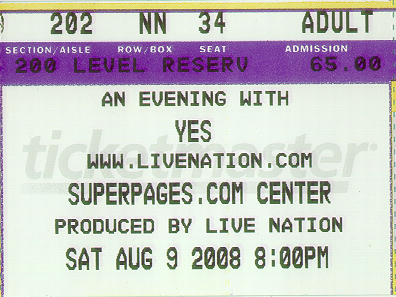 202 NN 34 ADULT
SECTION/AISLE ROW/BOX SEAT ADMISSION
200 LEVEL RESERV 65.00
AN EVENING WITH
YES
ticketmaster
WWW.LIVENATION.COM
SUPERPAGES.COM CENTER
PRODUCED BY LIVE NATION
SAT AUG 9 2008 8:00PM